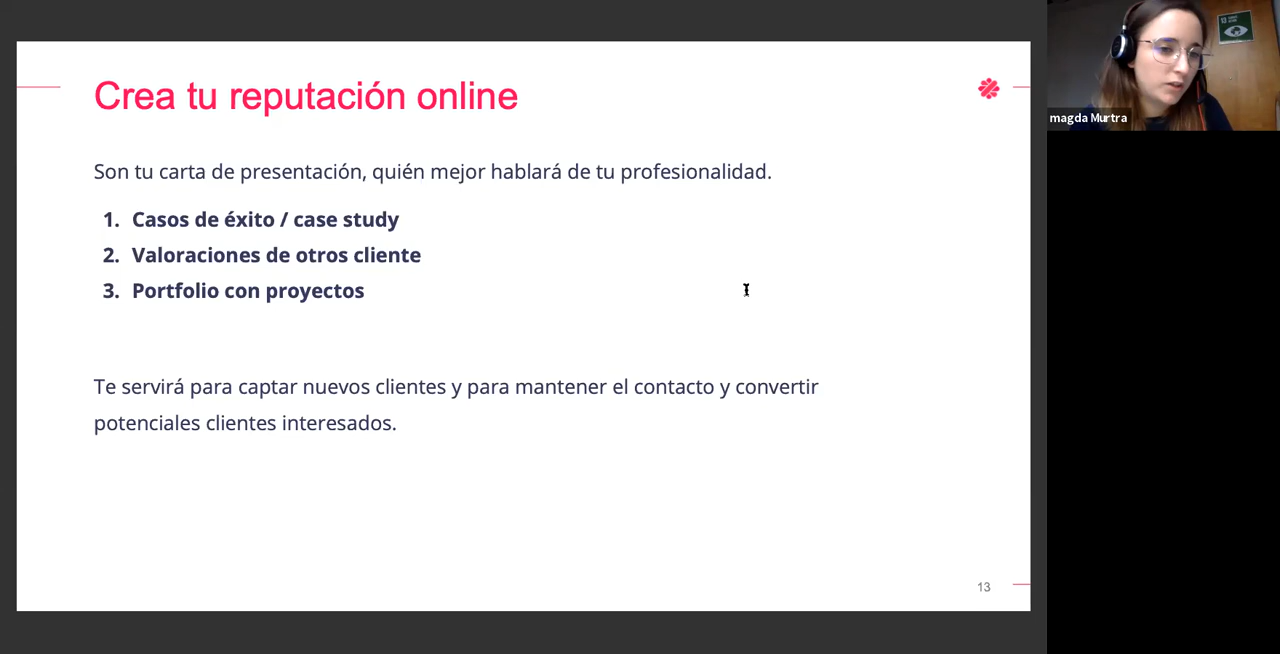 Crea tu reputación online
Son tu carta de presentación, quién mejor hablará de tu profesionalidad.
1. Casos de éxito / case study
2. Valoraciones de otros cliente
3. Portfolio con proyectos
Te servirá para captar nuevos clientes y para mantener el contacto y convertir
potenciales clientes interesados.
13
magda Murtra
13